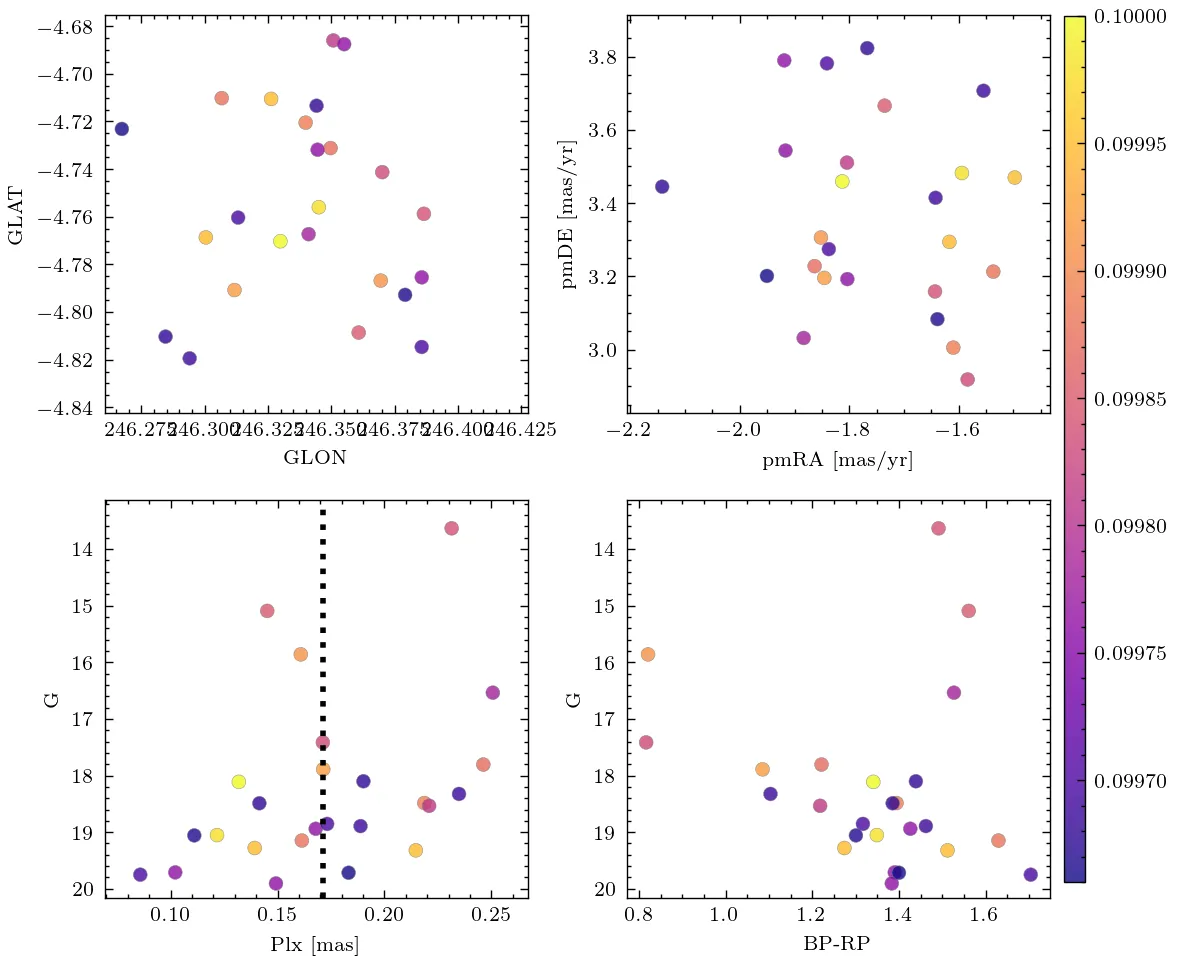 −4.68
−4.70
−4.72
−4.74
−4.76
−4.78
−4.80
−4.82
−4.84
GLAT
246.275 246.300 246.325 246.350 246.375 246.400 246.425
GLON
3.8
3.6
3.4
3.2
3.0
pmDE [mas/yr]
−2.2 −2.0 −1.8 −1.6
pmRA [mas/yr]
14
15
16
17
18
19
20
G
0.10 0.15 0.20 0.25
Plx [mas]
14
15
16
17
18
19
20
G
0.8 1.0 1.2 1.4 1.6
BP-RP
0.10000
0.09995
0.09990
0.09985
0.09980
0.09975
0.09970